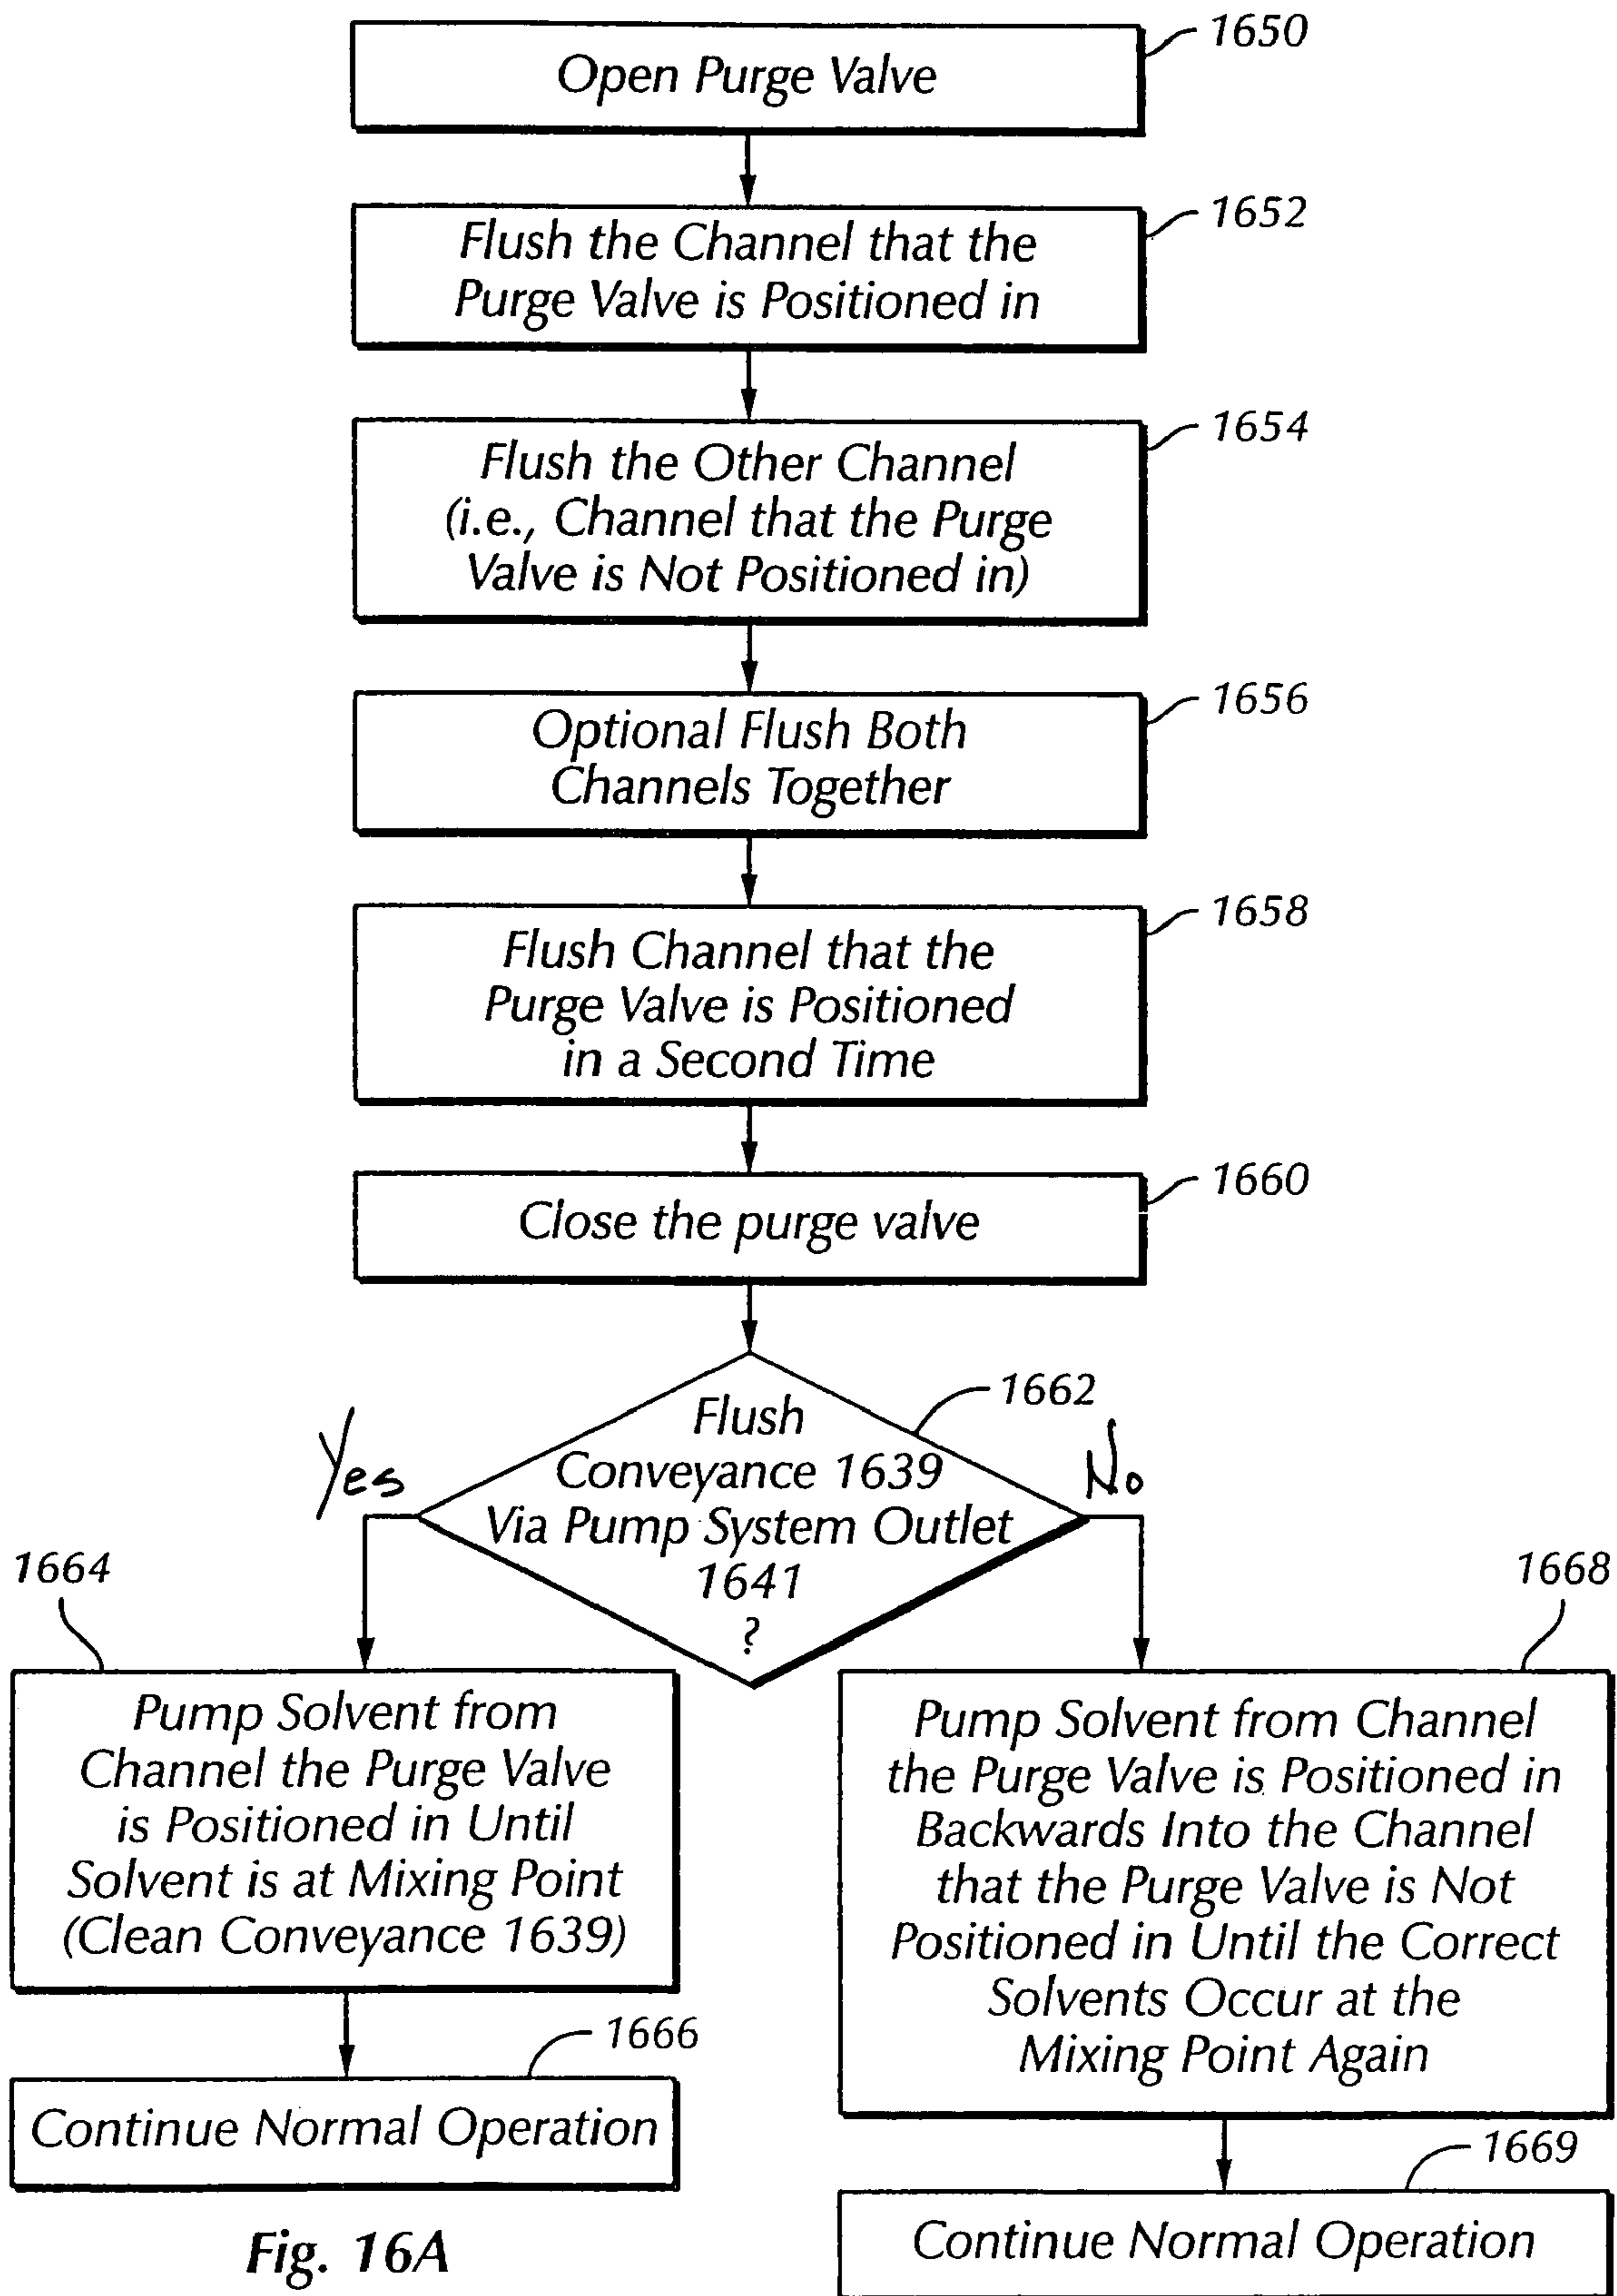 1650
Open Purge Valve
1652
Flush the Channel that the
Purge Valve is Positioned in
1654
Flush the Other Channel
(i.e., Channel that the Purge
Valve is Not Positioned in)
1656
Optional Flush Both
Channels Together
1658
Flush Channel that the
Purge Valve is Positioned
in a Second Time
1660
Close the purge valve
1662
Flush
Conveyance 1639
Via Pump System Outlet
1641
?
Yes
No
1664
Pump Solvent from
Channel the Purge Valve
is Positioned in Until
Solvent is at Mixing Point
(Clean Conveyance 1639)
1666
Continue Normal Operation
1668
Pump Solvent from Channel
the Purge Valve is Positioned in
Backwards Into the Channel
that the Purge Valve is Not
Positioned in Until the Correct
Solvents Occur at the
Mixing Point Again
1669
Continue Normal Operation
Fig. 16A